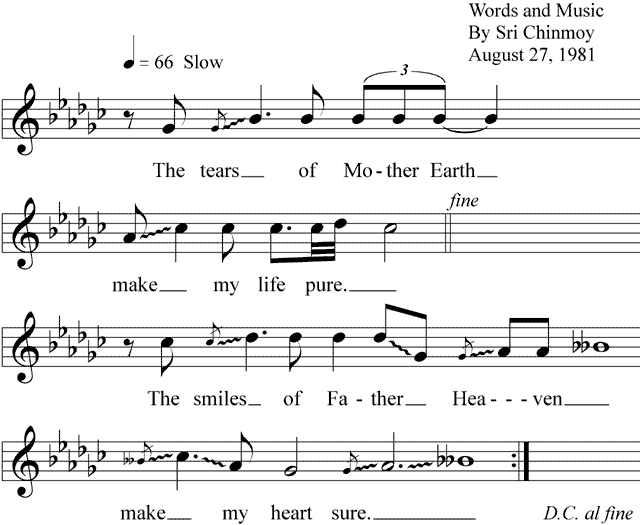 Words and Music
By Sri Chinmoy
August 27, 1981
= 66 Slow
3
The tears__ of Mo-ther Earth__
fine
make__ my life pure.____
The smiles_ of Fa-ther__ Hea---ven____
make__ my heart sure.__________
D.C. al fine